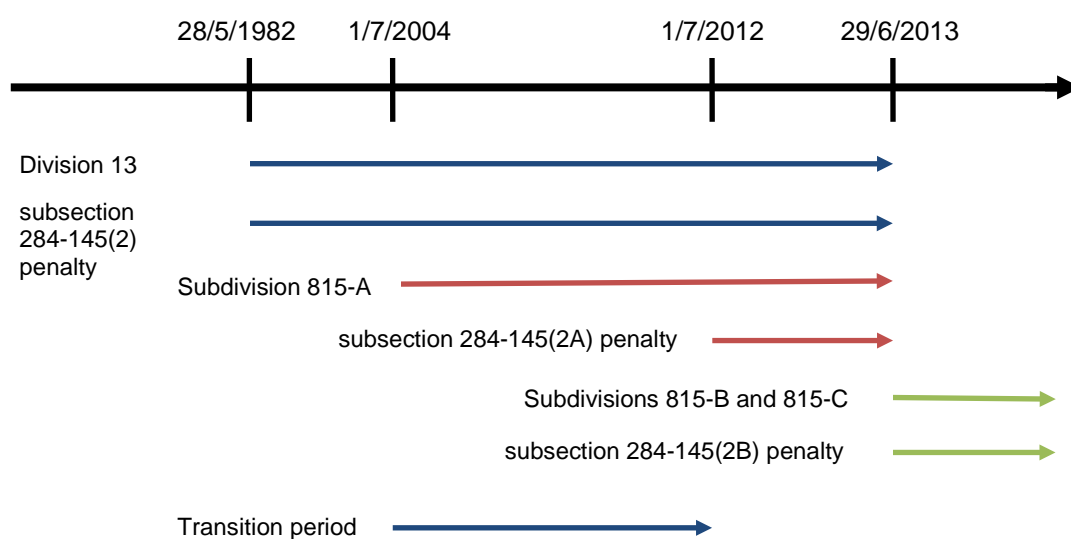 28/5/1982 1/7/2004 1/7/2012 29/6/2013
Division 13
subsection
284-145(2)
penalty
Subdivision 815-A
subsection 284-145(2A) penalty
Subdivisions 815-B and 815-C
subsection 284-145(2B) penalty
Transition period